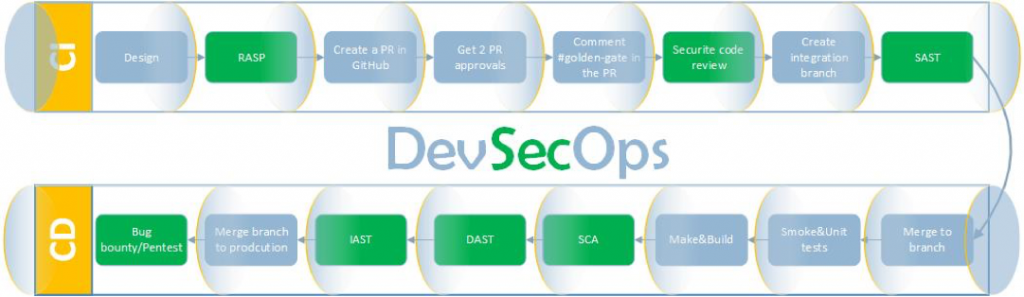 Ci
Design
RASP
Create a PR in
GitHub
Get 2 PR
approvals
Comment
#golden-gate in
the PR
Securite code
review
Create
integration
branch
SAST
DevSecOps
CD
Bug
bounty/Pentest
Merge branch
to prodcution
IAST
DAST
SCA
Make&Build
Smoke&Unit
tests
Merge to
branch